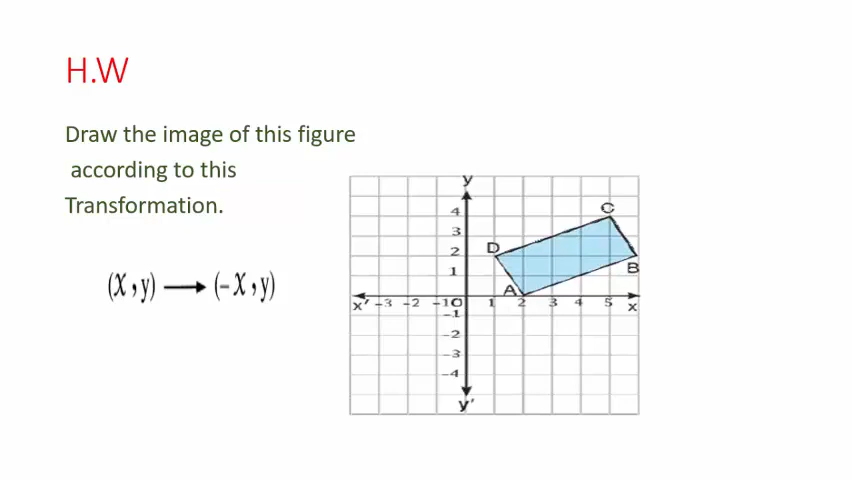 H.W
Draw the image of this figure
according to this
Transformation.
(X , y) ⟶ (-X , y)
y
4
3
2
1
C
D
B
A
x′ -3 -2 -1 O 1 2 3 4 5 x
-1
-2
-3
-4
y′